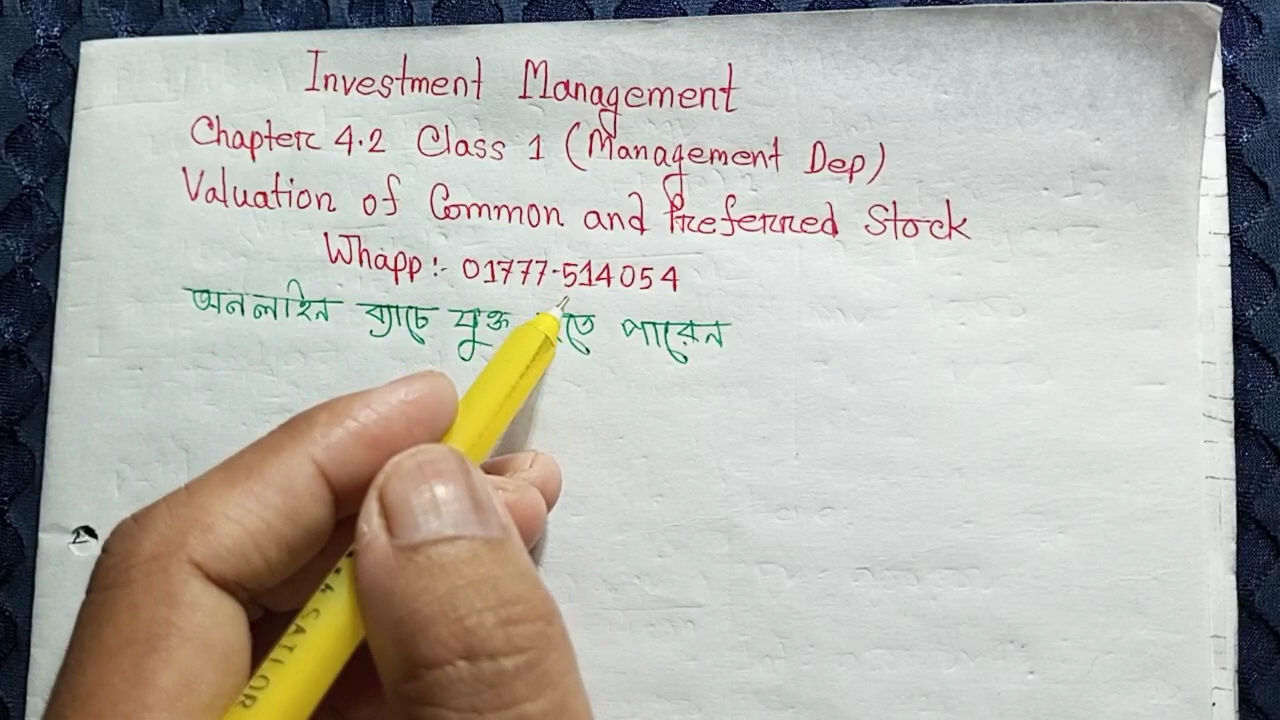 Investment Management
Chapter 4.2 Class 1 (Management Dep)
Valuation of Common and Preferred Stock
Whapp:- 01777-514054
অনলাইন ব্যাচে যুক্ত পারেন
SAILOR